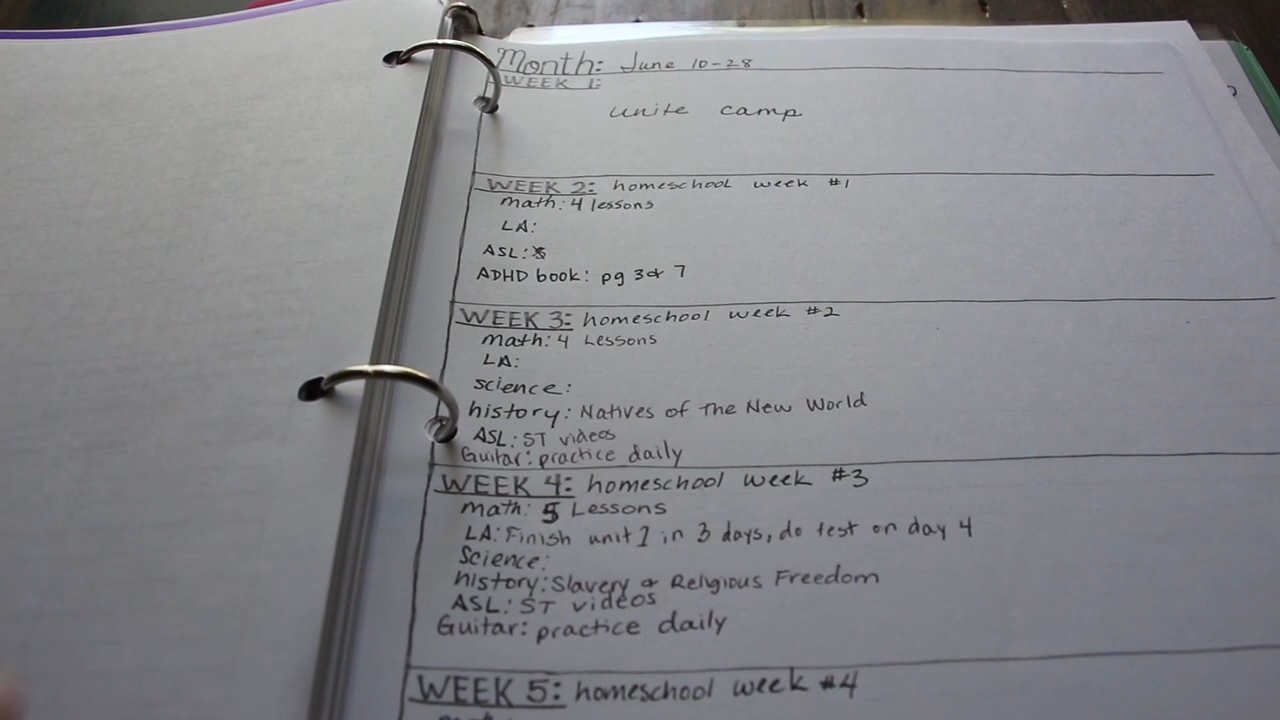 Month: June 10-28
WEEK 1:
unite camp
WEEK 2: homeschool week #1
math: 4 lessons
LA:
ASL:
ADHD book: pg 3 & 7
WEEK 3: homeschool week #2
math: 4 Lessons
LA:
science:
history: Natives of The New World
ASL: ST videos
Guitar: practice daily
WEEK 4: homeschool week #3
math: 5 Lessons
LA: Finish unit 1 in 3 days, do test on day 4
Science:
history: Slavery & Religious Freedom
ASL: ST videos
Guitar: practice daily
WEEK 5: homeschool week #4